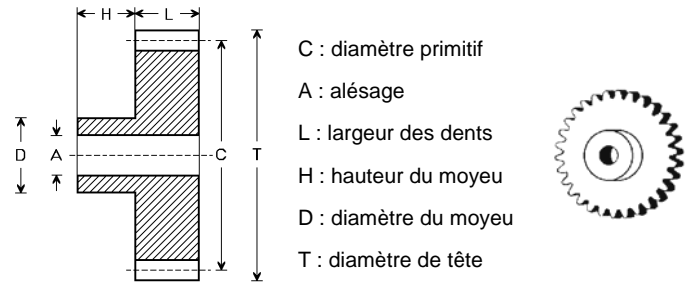 H L
C : diamètre primitif
A : alésage
L : largeur des dents
D A C T
H : hauteur du moyeu
D : diamètre du moyeu
T : diamètre de tête